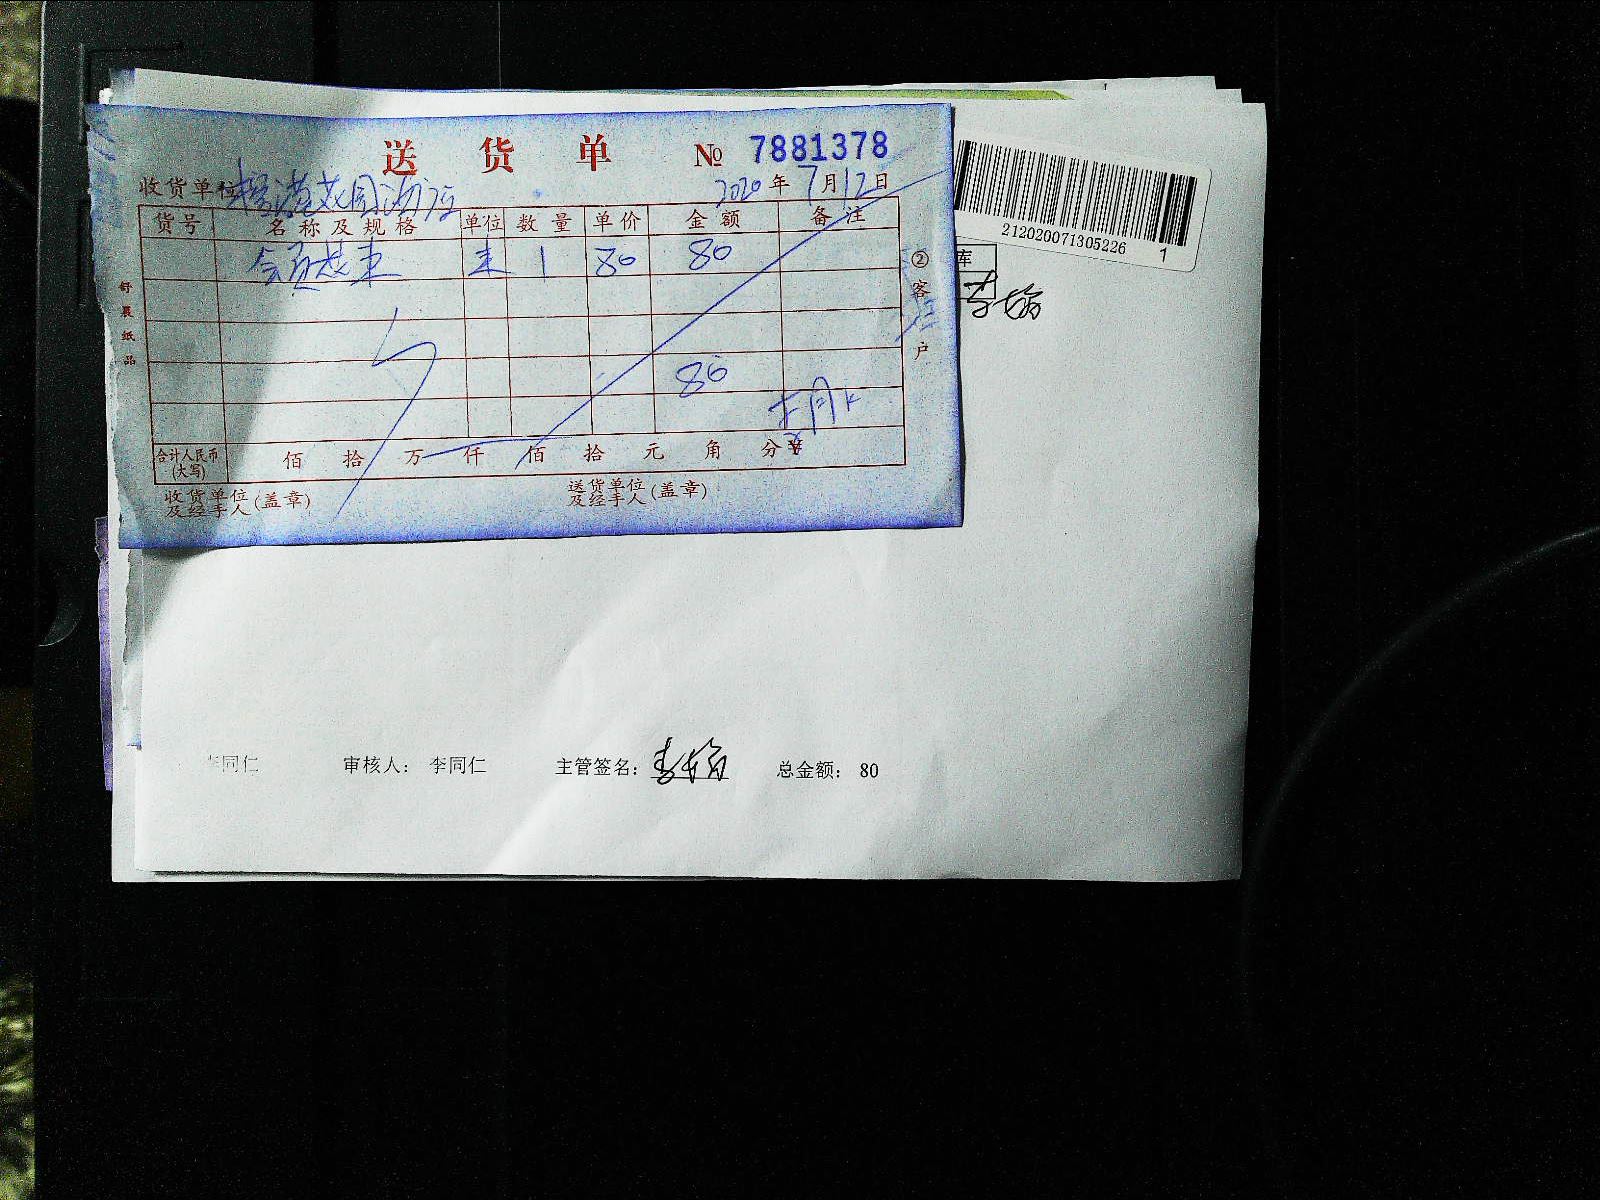 送货单 № 7881378
收货单位 2020年7月12日
货号 名称及规格 单位 数量 单价 金额 备注
1 80 80
80
合计人民币(大写) 佰 拾 万 仟 佰 拾 元 角 分 ¥
收货单位及经手人(盖章) 送货单位及经手人(盖章)
②客户
舒晨纸品
212020071305226 1
库
李同仁 审核人: 李同仁 主管签名: 总金额: 80